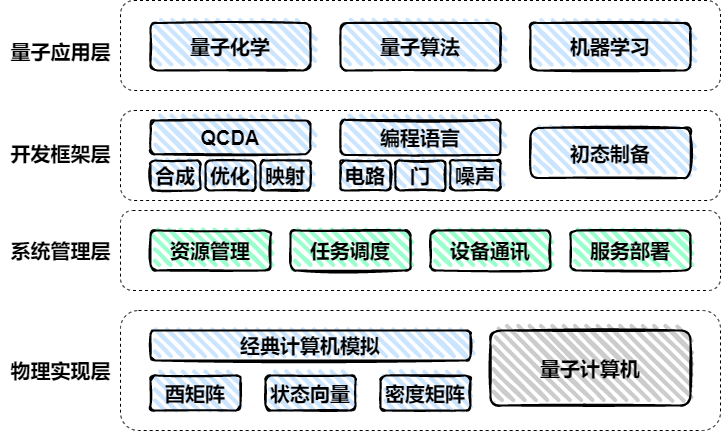 量子应用层
量子化学
量子算法
机器学习
开发框架层
QCDA
合成
优化
映射
编程语言
电路
门
噪声
初态制备
系统管理层
资源管理
任务调度
设备通讯
服务部署
物理实现层
经典计算机模拟
酉矩阵
状态向量
密度矩阵
量子计算机